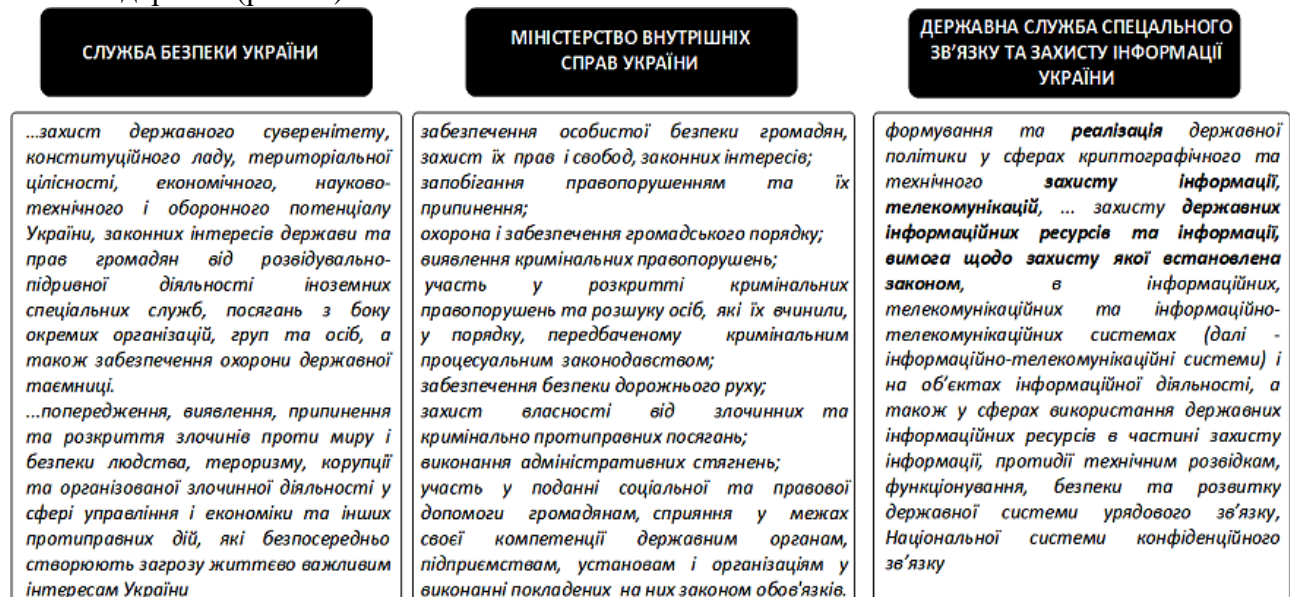 СЛУЖБА БЕЗПЕКИ УКРАЇНИ
...захист державного суверенітету,
конституційного ладу, територіальної
цілісності, економічного, науково-
технічного і оборонного потенціалу
України, законних інтересів держави та
прав громадян від розвідувально-
підривної діяльності іноземних
спеціальних служб, посягань з боку
окремих організацій, груп та осіб, а
також забезпечення охорони державної
таємниці.
...попередження, виявлення, припинення
та розкриття злочинів проти миру і
безпеки людства, тероризму, корупції
та організованої злочинної діяльності у
сфері управління і економіки та інших
протиправних дій, які безпосередньо
створюють загрозу життєво важливим
інтересам України
МІНІСТЕРСТВО ВНУТРІШНІХ
СПРАВ УКРАЇНИ
забезпечення особистої безпеки громадян,
захист їх прав і свобод, законних інтересів;
запобігання правопорушенням та їх
припинення;
охорона і забезпечення громадського порядку;
виявлення кримінальних правопорушень;
участь у розкритті кримінальних
правопорушень та розшуку осіб, які їх вчинили,
у порядку, передбаченому кримінальним
процесуальним законодавством;
забезпечення безпеки дорожнього руху;
захист власності від злочинних та
кримінально протиправних посягань;
виконання адміністративних стягнень;
участь у поданні соціальної та правової
допомоги громадянам, сприяння у межах
своєї компетенції державним органам,
підприємствам, установам і організаціям у
виконанні покладених на них законом обов'язків.
ДЕРЖАВНА СЛУЖБА СПЕЦАЛЬНОГО
ЗВ’ЯЗКУ ТА ЗАХИСТУ ІНФОРМАЦІЇ
УКРАЇНИ
формування та реалізація державної
політики у сферах криптографічного та
технічного захисту інформації,
телекомунікацій, ... захисту державних
інформаційних ресурсів та інформації,
вимога щодо захисту якої встановлена
законом, в інформаційних,
телекомунікаційних та інформаційно-
телекомунікаційних системах (далі -
інформаційно-телекомунікаційні системи) і
на об’єктах інформаційної діяльності, а
також у сферах використання державних
інформаційних ресурсів в частині захисту
інформації, протидії технічним розвідкам,
функціонування, безпеки та розвитку
державної системи урядового зв’язку,
Національної системи конфіденційного
зв’язку